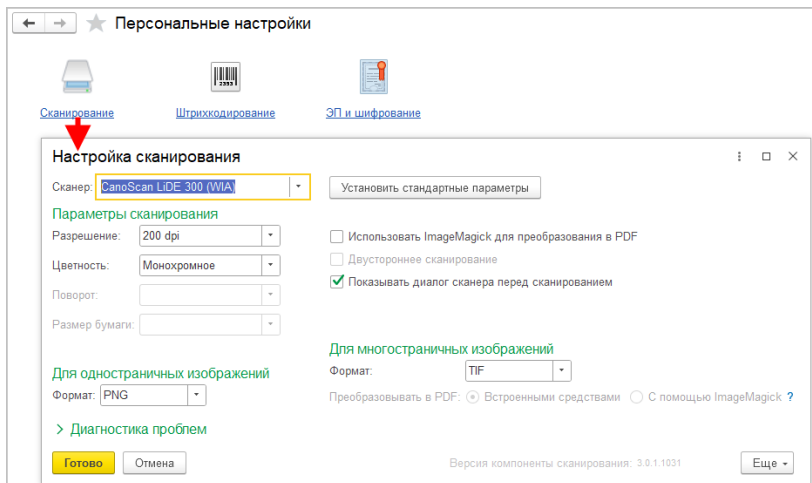 Персональные настройки
2393
Сканирование Штрихкодирование ЭП и шифрование
Настройка сканирования
Сканер: CanoScan LiDE 300 (WIA) Установить стандартные параметры
Параметры сканирования
Разрешение: 200 dpi Использовать ImageMagick для преобразования в PDF
Двустороннее сканирование
Цветность: Монохромное
Показывать диалог сканера перед сканированием
Поворот:
Размер бумаги:
Для многостраничных изображений
Для одностраничных изображений Формат: TIF
Формат: PNG Преобразовывать в PDF: Встроенными средствами С помощью ImageMagick ?
Диагностика проблем
Готово Отмена Версия компоненты сканирования: 3.0.1.1031 Еще